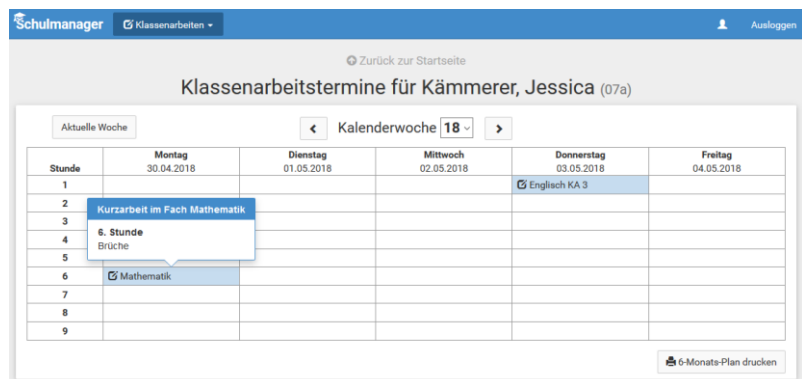 Schulmanager Klassenarbeiten Ausloggen
Zurück zur Startseite
Klassenarbeitstermine für Kämmerer, Jessica (07a)
Aktuelle Woche Kalenderwoche 18
Stunde Montag 30.04.2018 Dienstag 01.05.2018 Mittwoch 02.05.2018 Donnerstag 03.05.2018 Freitag 04.05.2018
1 Englisch KA 3
2
Kurzarbeit im Fach Mathematik
3
6. Stunde
4
Brüche
5
6 Mathematik
7
8
9
6-Monats-Plan drucken